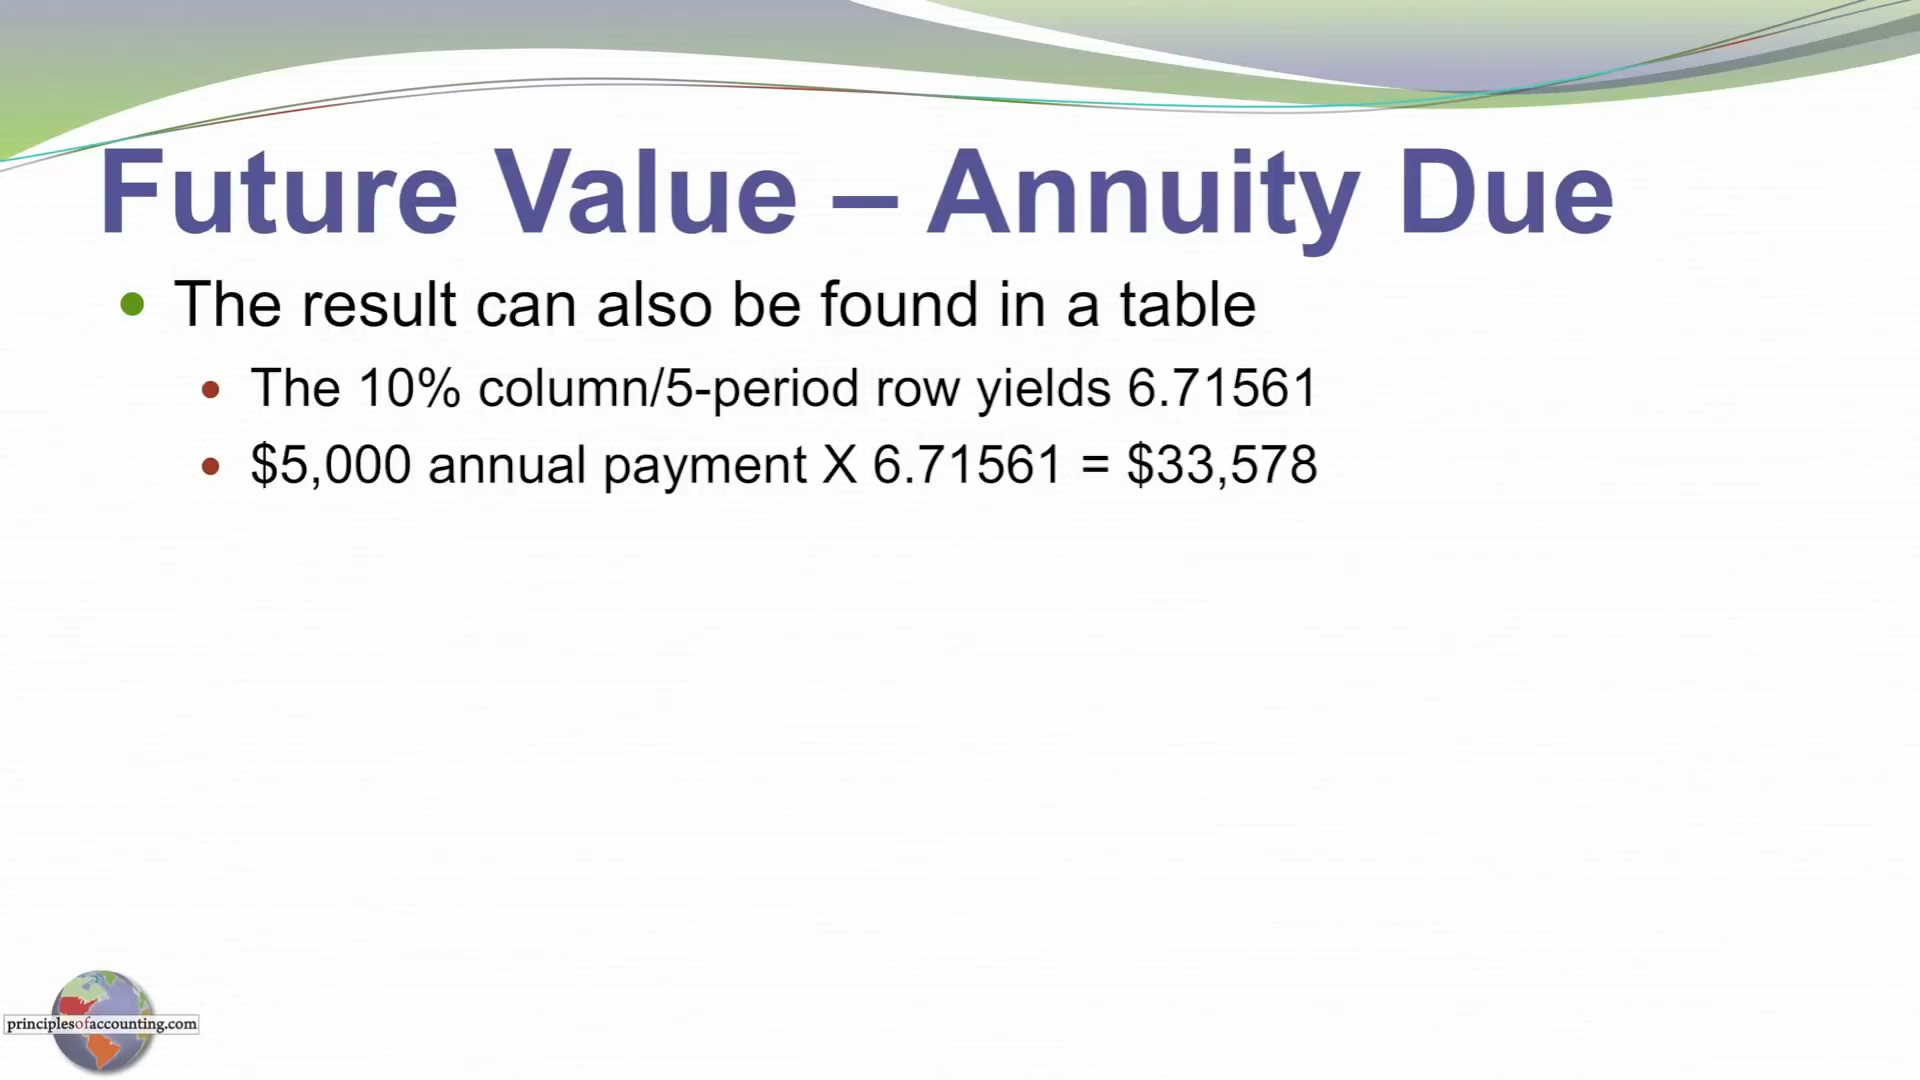 Future Value – Annuity Due
The result can also be found in a table
The 10% column/5-period row yields 6.71561
$5,000 annual payment X 6.71561 = $33,578
principlesofaccounting.com